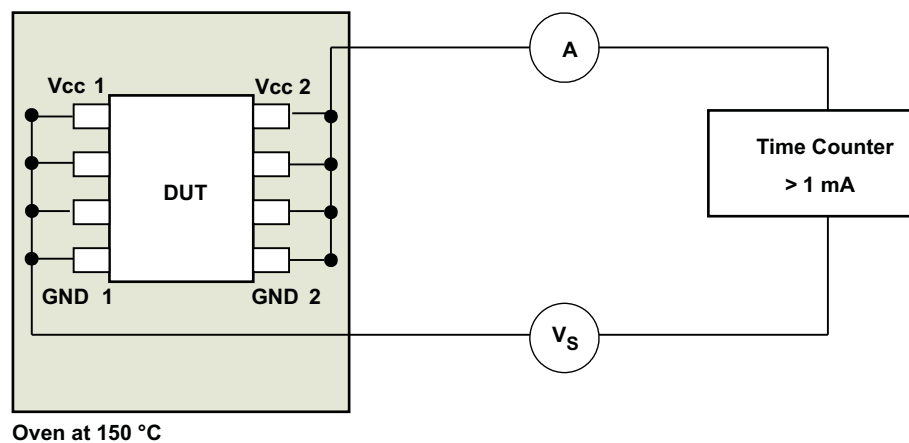 A
Vcc 1
Vcc 2
Time Counter
> 1 mA
DUT
GND 1
GND 2
VS
Oven at 150 °C